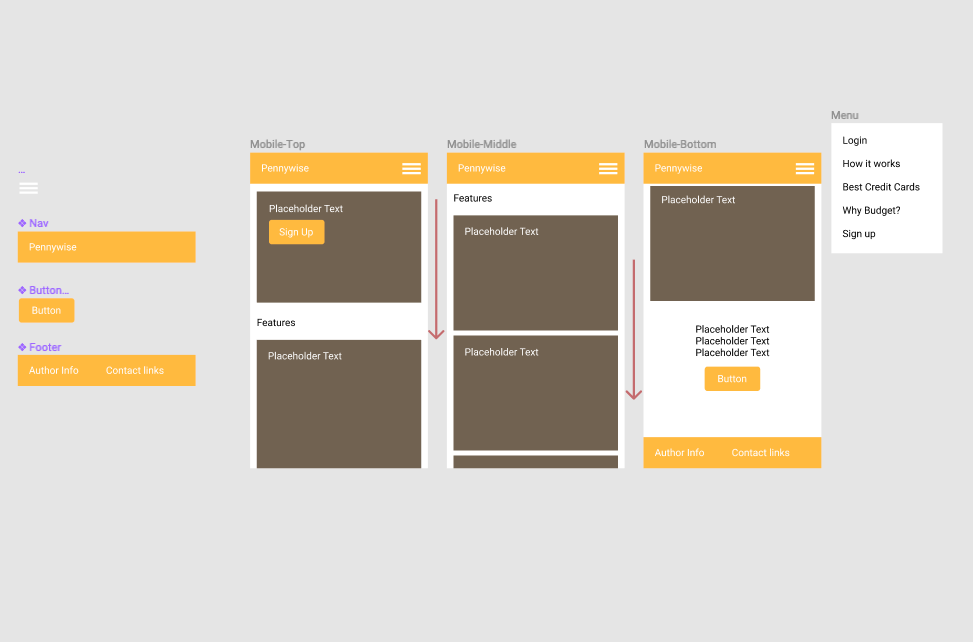 ...
Nav
Pennywise
Button...
Button
Footer
Author Info Contact links
Mobile-Top
Pennywise
Placeholder Text
Sign Up
Features
Placeholder Text
Mobile-Middle
Pennywise
Features
Placeholder Text
Placeholder Text
Mobile-Bottom
Pennywise
Placeholder Text
Placeholder Text
Placeholder Text
Placeholder Text
Button
Author Info Contact links
Menu
Login
How it works
Best Credit Cards
Why Budget?
Sign up